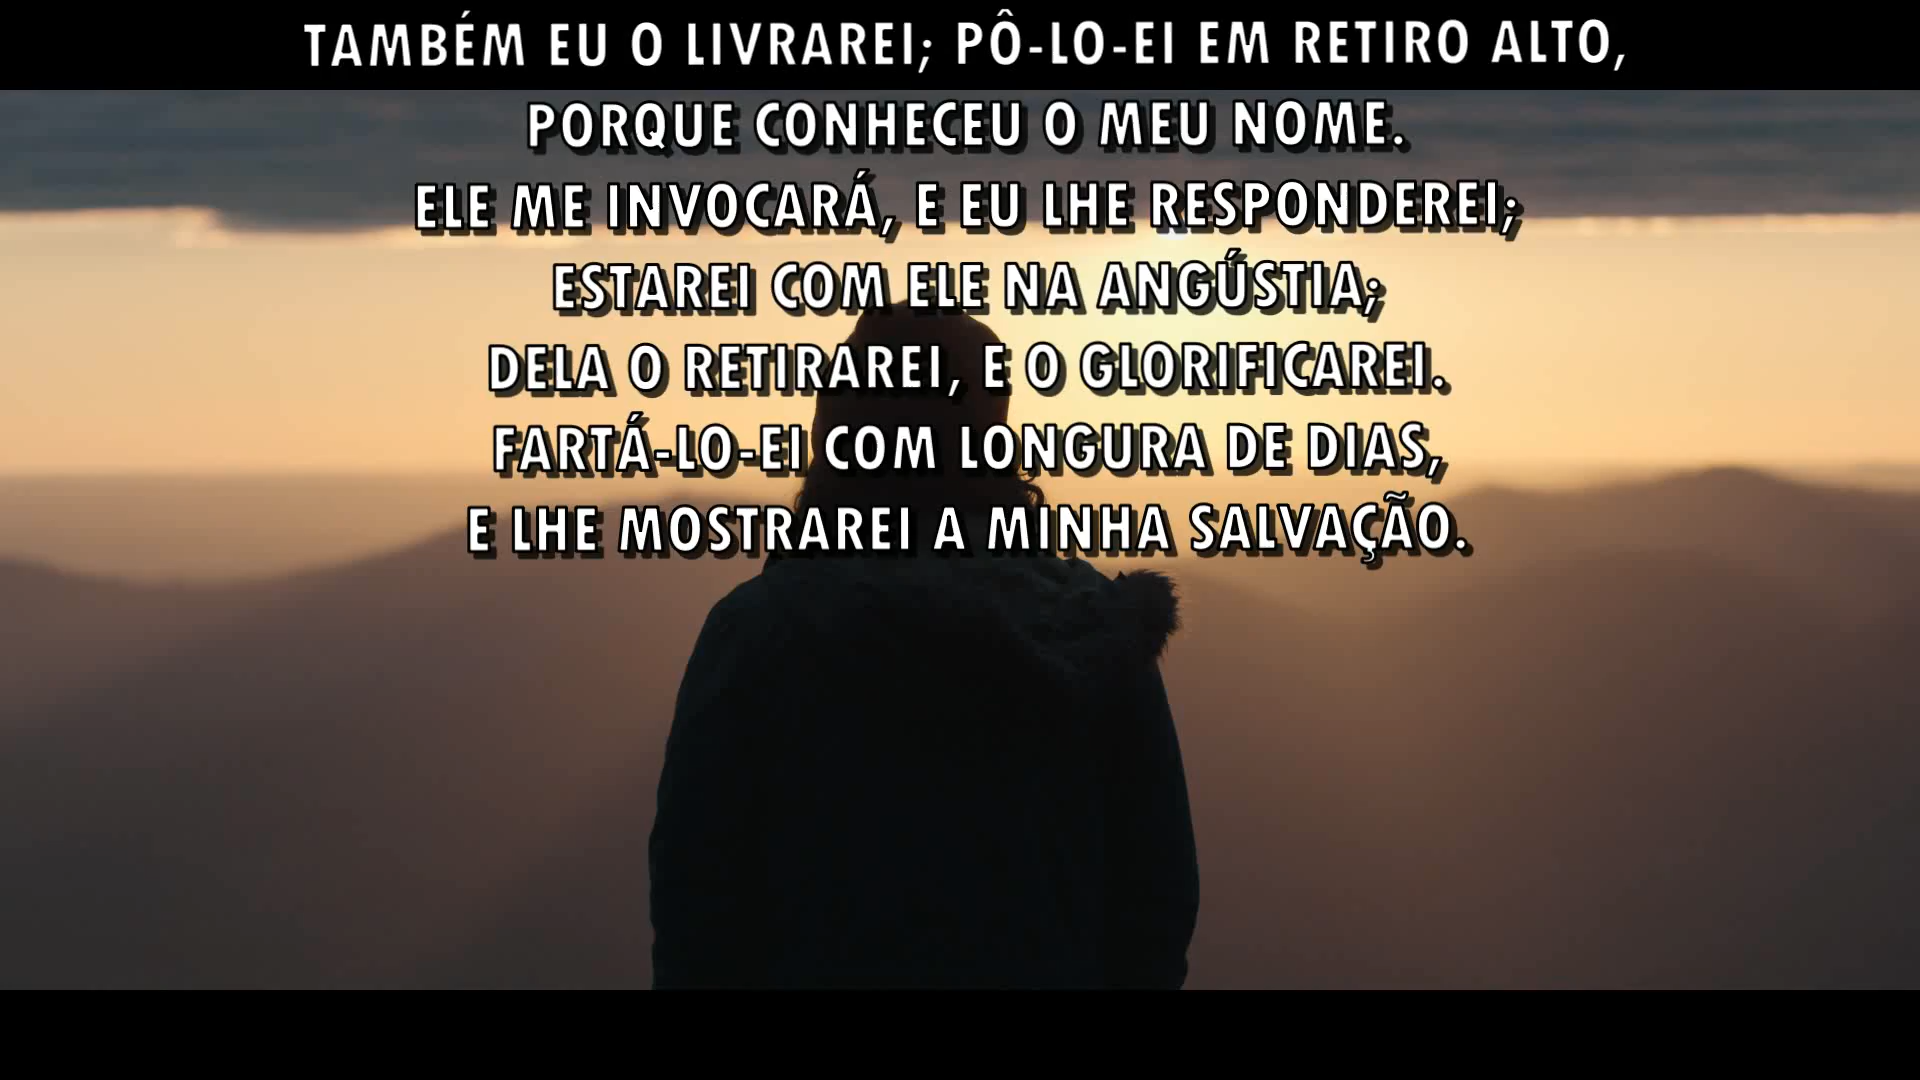 TAMBÉM EU O LIVRAREI; PÔ-LO-EI EM RETIRO ALTO,
PORQUE CONHECEU O MEU NOME.
ELE ME INVOCARÁ, E EU LHE RESPONDEREI;
ESTAREI COM ELE NA ANGÚSTIA;
DELA O RETIRAREI, E O GLORIFICAREI.
FARTÁ-LO-EI COM LONGURA DE DIAS,
E LHE MOSTRAREI A MINHA SALVAÇÃO.